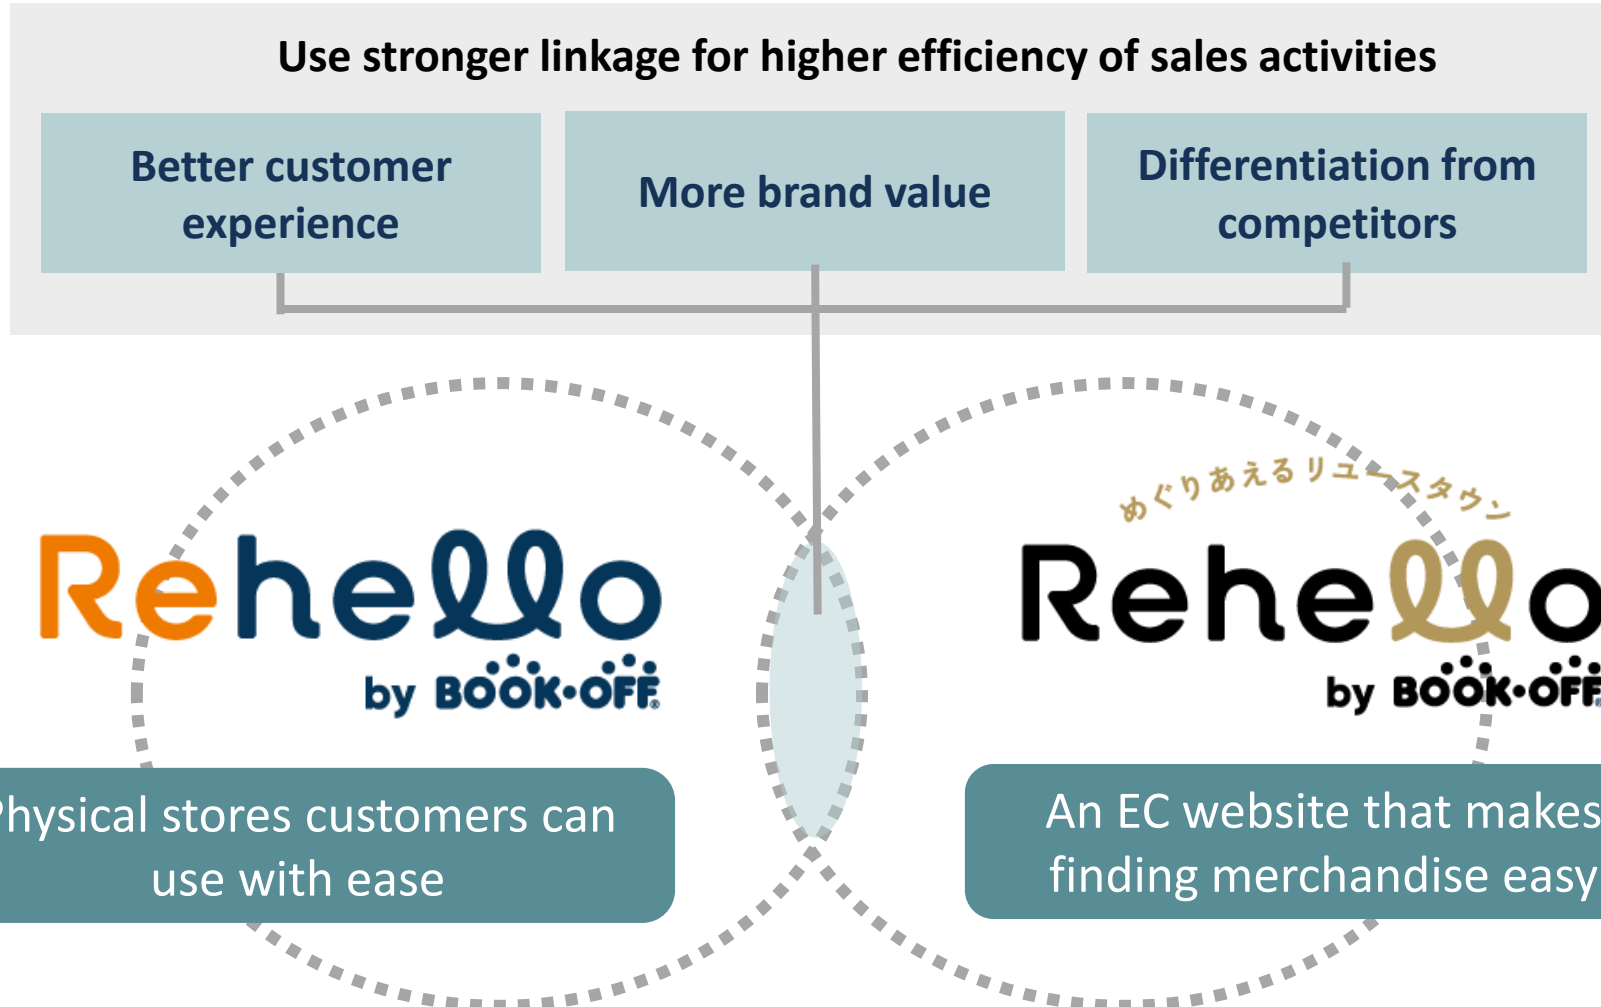 Use stronger linkage for higher efficiency of sales activities
Better customer
experience
More brand value
Differentiation from
competitors
Rehello
by BOOK・OFF®
めぐりあえるリユースタウン
Rehello
by BOOK・OFF®
Physical stores customers can
use with ease
An EC website that makes
finding merchandise easy